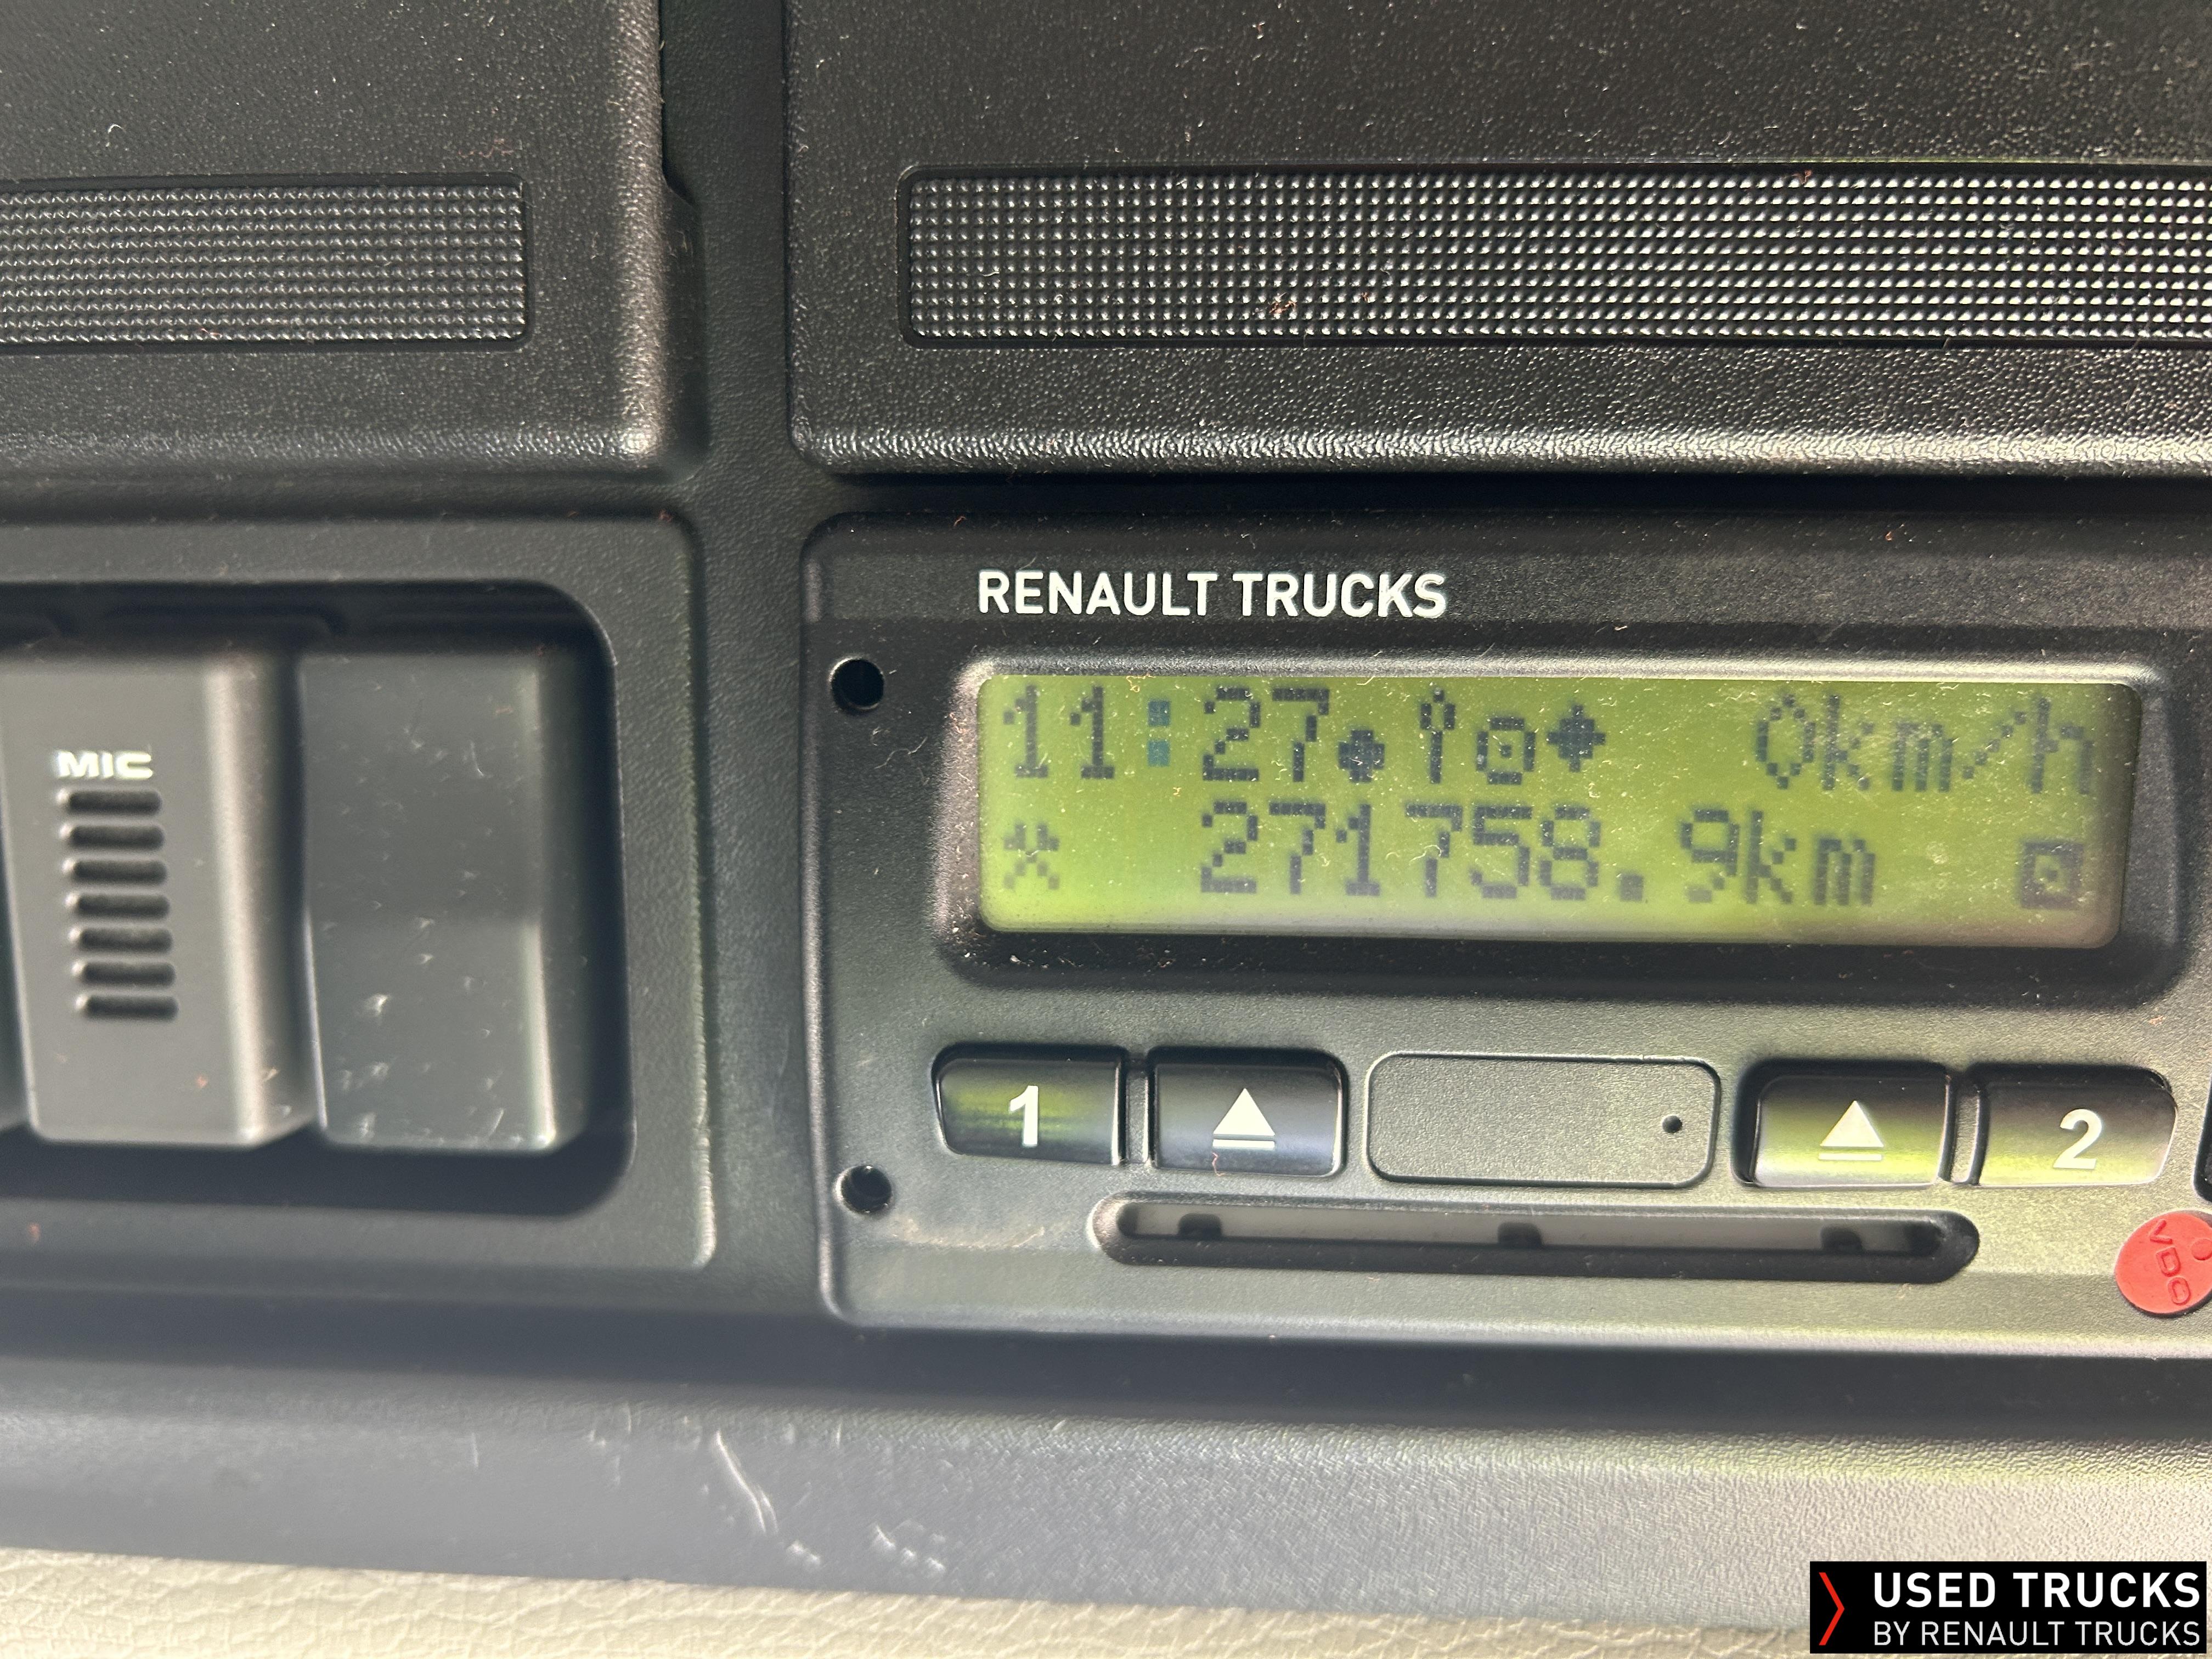 RENAULT TRUCKS
11:27 0km/h
271758.9km
MIC
1
2
VDO
USED TRUCKS
BY RENAULT TRUCKS